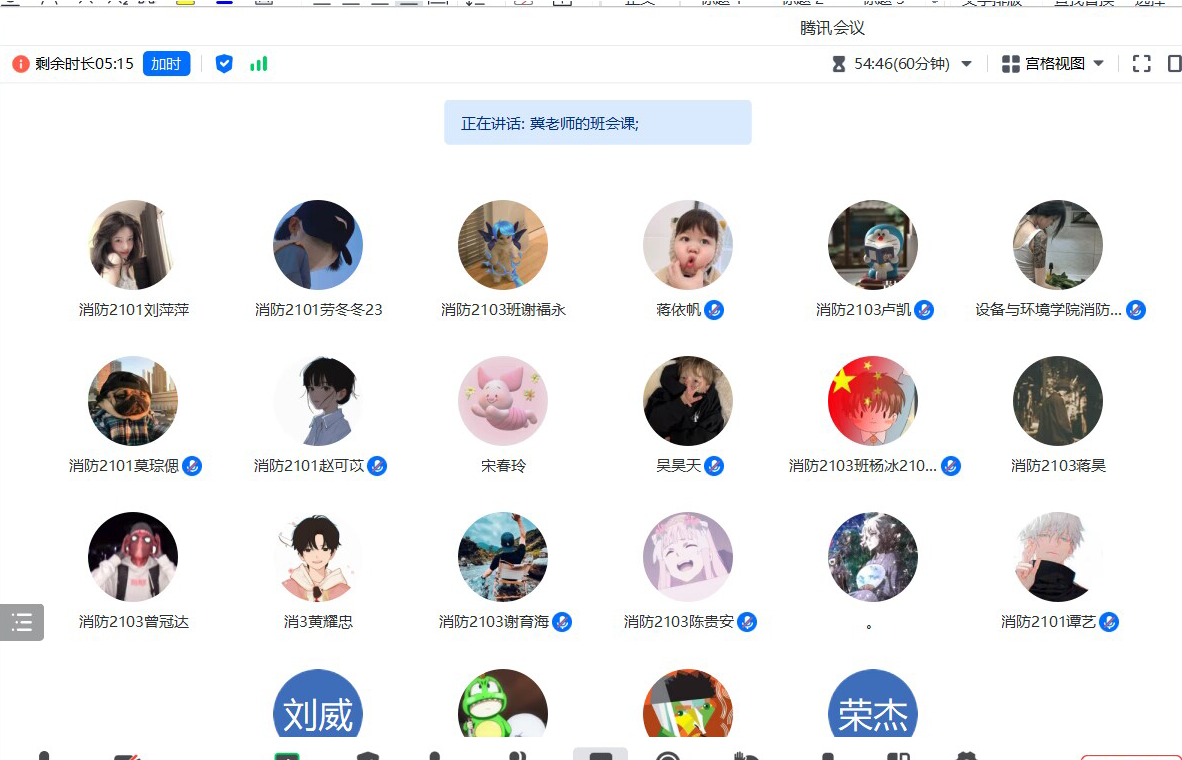 腾讯会议
剩余时长05:15 加时 54:46(60分钟) 宫格视图
正在讲话: 冀老师的班会课;
消防2101刘萍萍 消防2101劳冬冬23 消防2103班谢福永 蒋依帆 消防2103卢凯 设备与环境学院消防...
消防2101莫琮偲 消防2101赵可苡 宋春玲 吴昊天 消防2103班杨冰210... 消防2103蒋昊
消防2103曾冠达 消3黄耀忠 消防2103谢育海 消防2103陈贵安 。 消防2101谭艺
刘威 荣杰